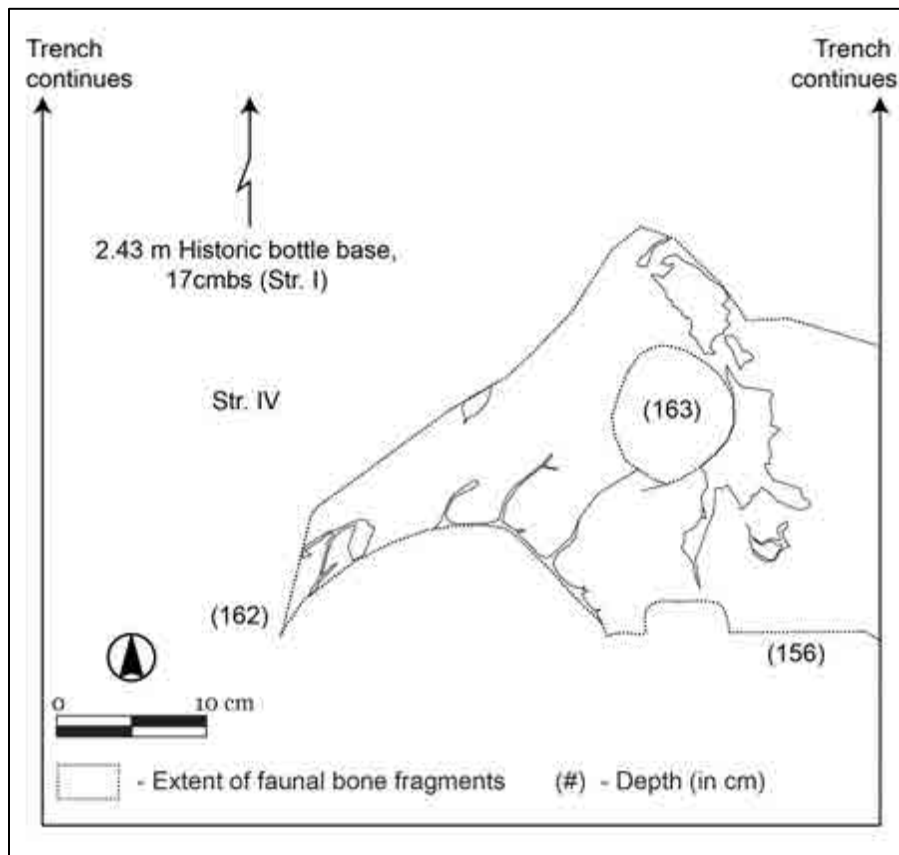 Trench
continues
Trench
continues
2.43 m Historic bottle base,
17cmbs (Str. I)
Str. IV
(163)
(162)
(156)
0 10 cm
- Extent of faunal bone fragments (#) - Depth (in cm)